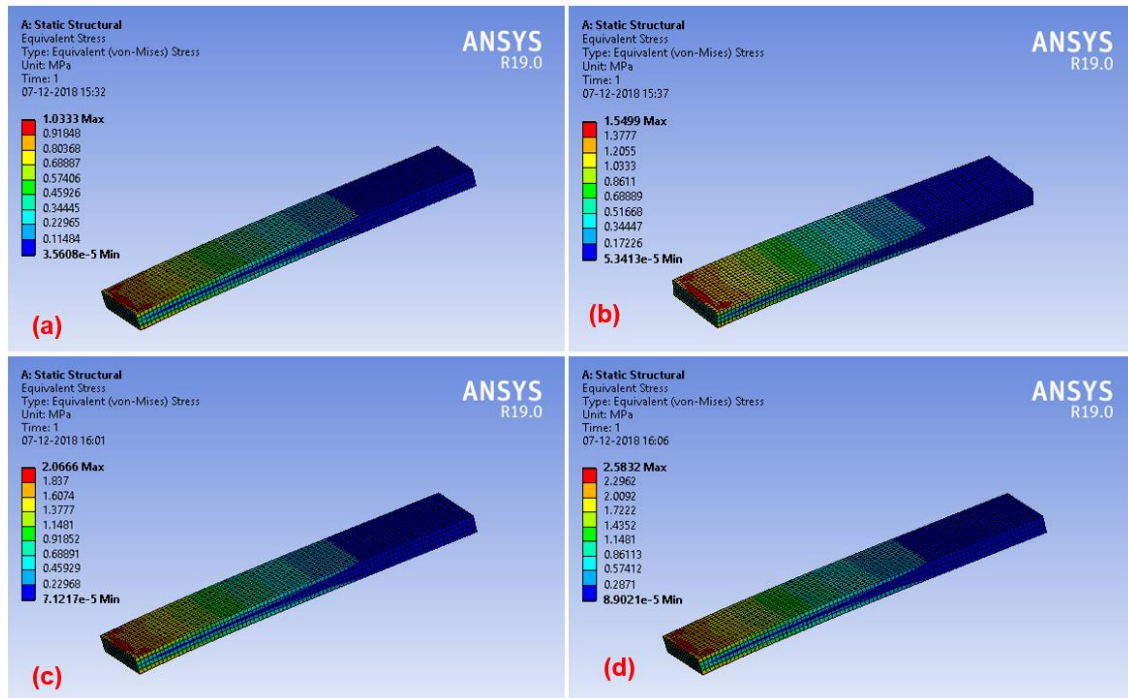 A: Static Structural
Equivalent Stress
Type: Equivalent (von-Mises) Stress
Unit: MPa
Time: 1
07-12-2018 15:32
ANSYS
R19.0
1.0333 Max
0.91848
0.80368
0.68887
0.57406
0.45926
0.34445
0.22965
0.11484
3.5608e-5 Min
(a)
A: Static Structural
Equivalent Stress
Type: Equivalent (von-Mises) Stress
Unit: MPa
Time: 1
07-12-2018 15:37
ANSYS
R19.0
1.5499 Max
1.3777
1.2055
1.0333
0.8611
0.68889
0.51668
0.34447
0.17226
5.3413e-5 Min
(b)
A: Static Structural
Equivalent Stress
Type: Equivalent (von-Mises) Stress
Unit: MPa
Time: 1
07-12-2018 16:01
ANSYS
R19.0
2.0666 Max
1.837
1.6074
1.3777
1.1481
0.91852
0.68891
0.45929
0.22968
7.1217e-5 Min
(c)
A: Static Structural
Equivalent Stress
Type: Equivalent (von-Mises) Stress
Unit: MPa
Time: 1
07-12-2018 16:06
ANSYS
R19.0
2.5832 Max
2.2962
2.0092
1.7222
1.4352
1.1481
0.86113
0.57412
0.2871
8.9021e-5 Min
(d)